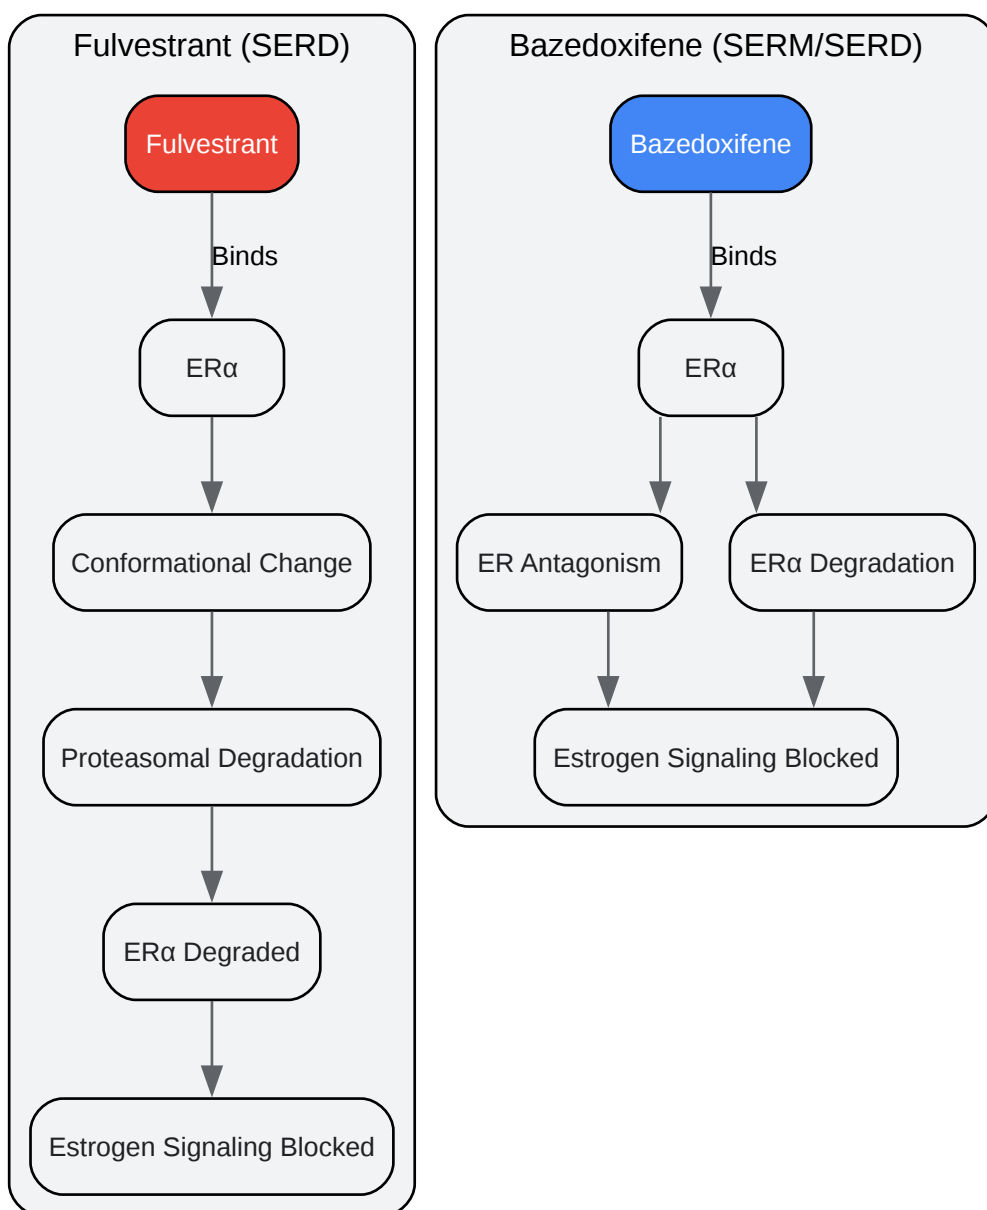 Fulvestrant (SERD)
Fulvestrant
Binds
ERα
Conformational Change
Proteasomal Degradation
ERα Degraded
Estrogen Signaling Blocked
Bazedoxifene (SERM/SERD)
Bazedoxifene
Binds
ERα
ER Antagonism
ERα Degradation
Estrogen Signaling Blocked